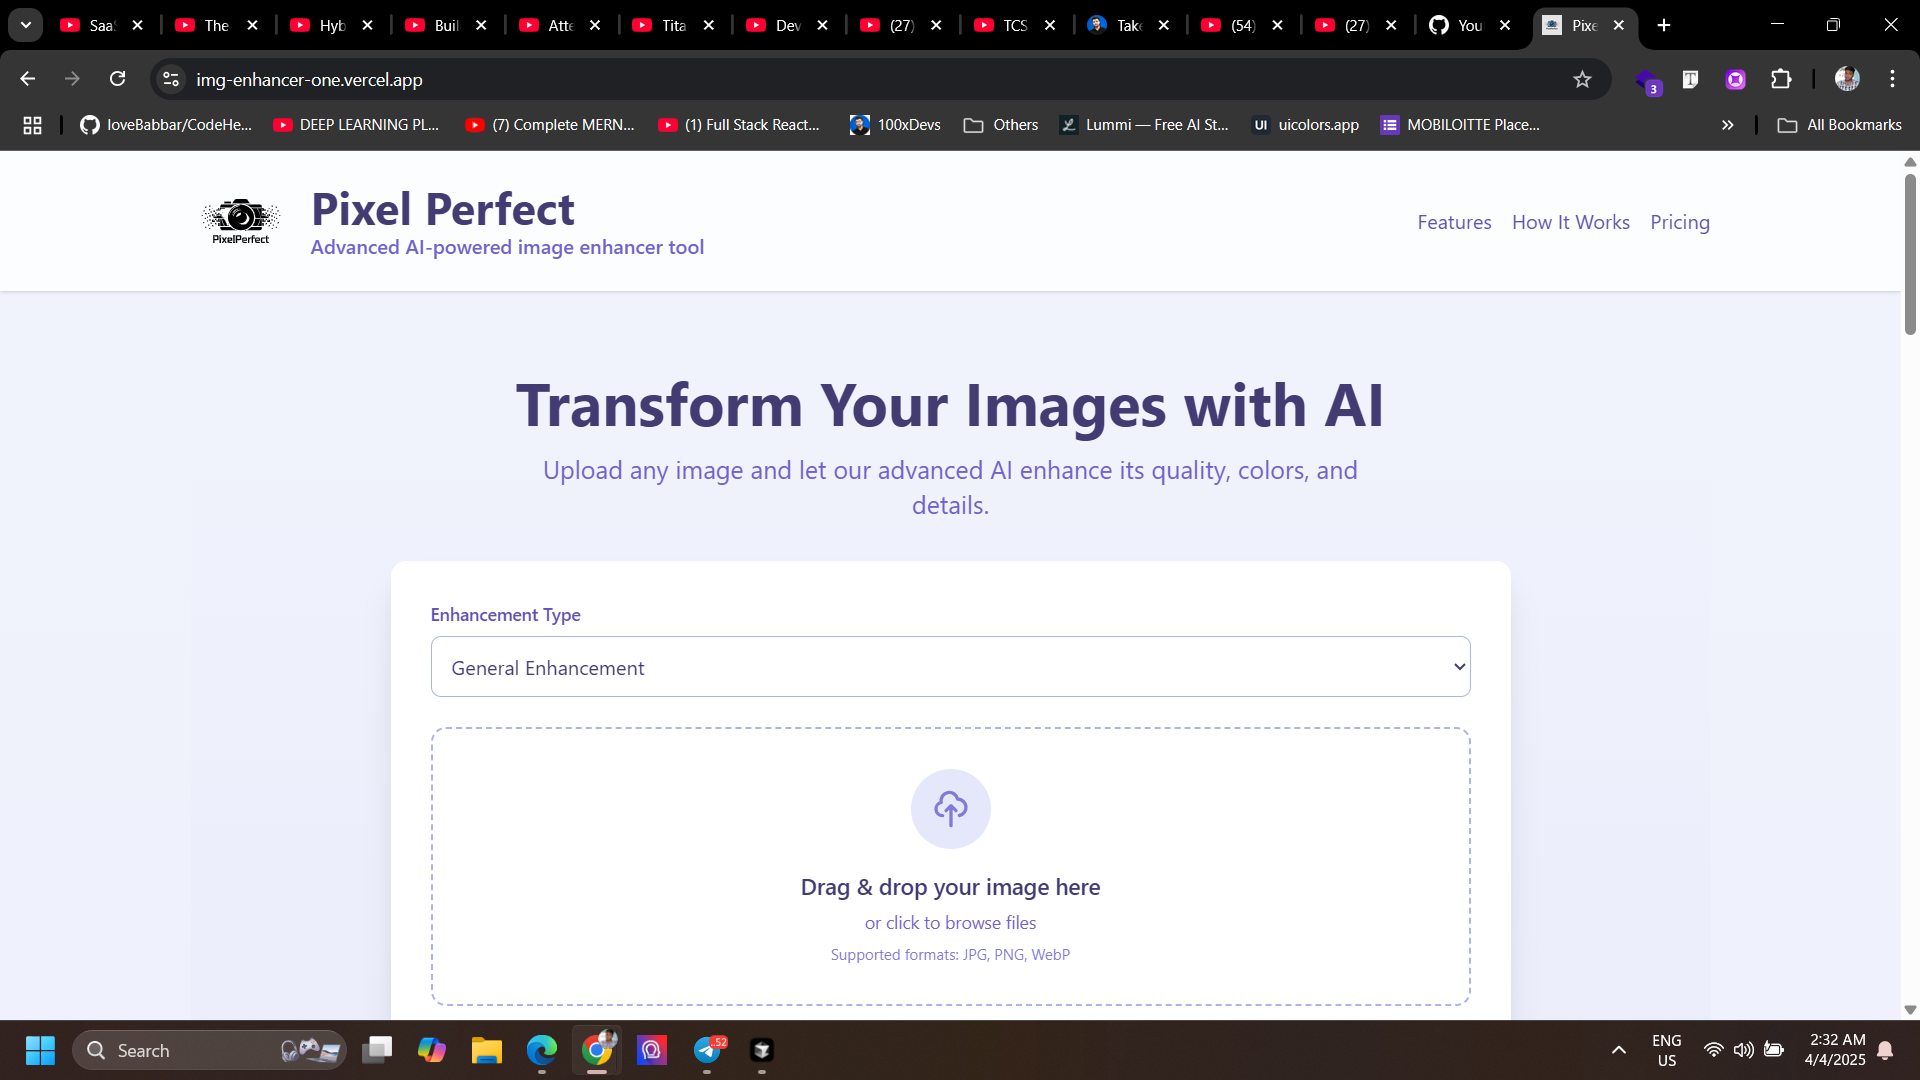 Saa
The
Hyb
Buil
Atte
Tita
Dev
(27)
TCS
Take
(54)
(27)
You
Pixe
img-enhancer-one.vercel.app
3
loveBabbar/CodeHe...
DEEP LEARNING PL...
(7) Complete MERN...
(1) Full Stack React...
100xDevs
Others
Lummi — Free AI St...
UI
uicolors.app
MOBILOITTE Place...
All Bookmarks
PixelPerfect
Pixel Perfect
Advanced AI-powered image enhancer tool
Features
How It Works
Pricing
Transform Your Images with AI
Upload any image and let our advanced AI enhance its quality, colors, and
details.
Enhancement Type
General Enhancement
Drag & drop your image here
or click to browse files
Supported formats: JPG, PNG, WebP
Search
52
ENG
US
2:32 AM
4/4/2025